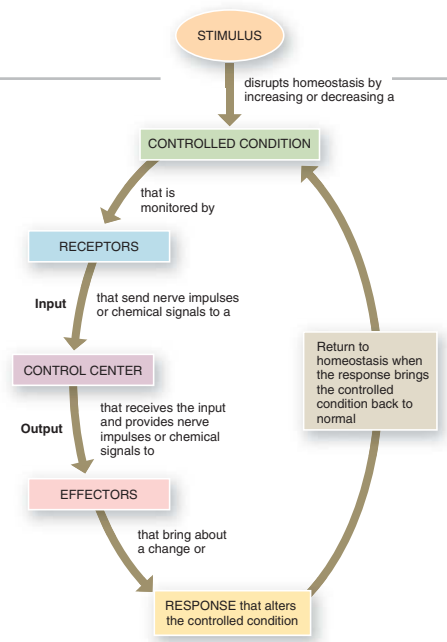 STIMULUS
disrupts homeostasis by
increasing or decreasing a
CONTROLLED CONDITION
that is
monitored by
RECEPTORS
Input
that send nerve impulses
or chemical signals to a
CONTROL CENTER
Output
that receives the input
and provides nerve
impulses or chemical
signals to
EFFECTORS
that bring about
a change or
RESPONSE that alters
the controlled condition
Return to
homeostasis when
the response brings
the controlled
condition back to
normal